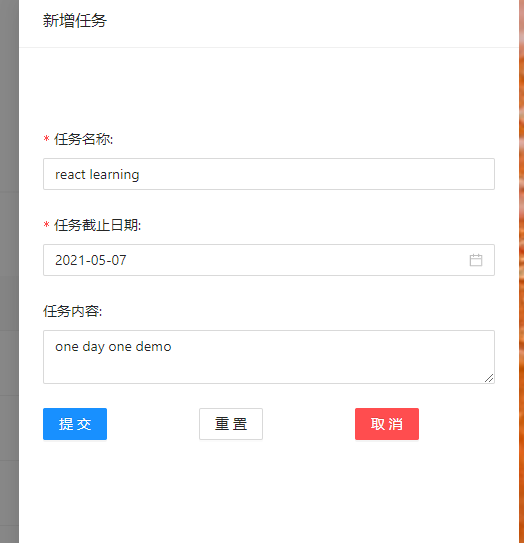 新增任务
* 任务名称:
react learning
* 任务截止日期:
2021-05-07
任务内容:
one day one demo
提 交 重 置 取 消